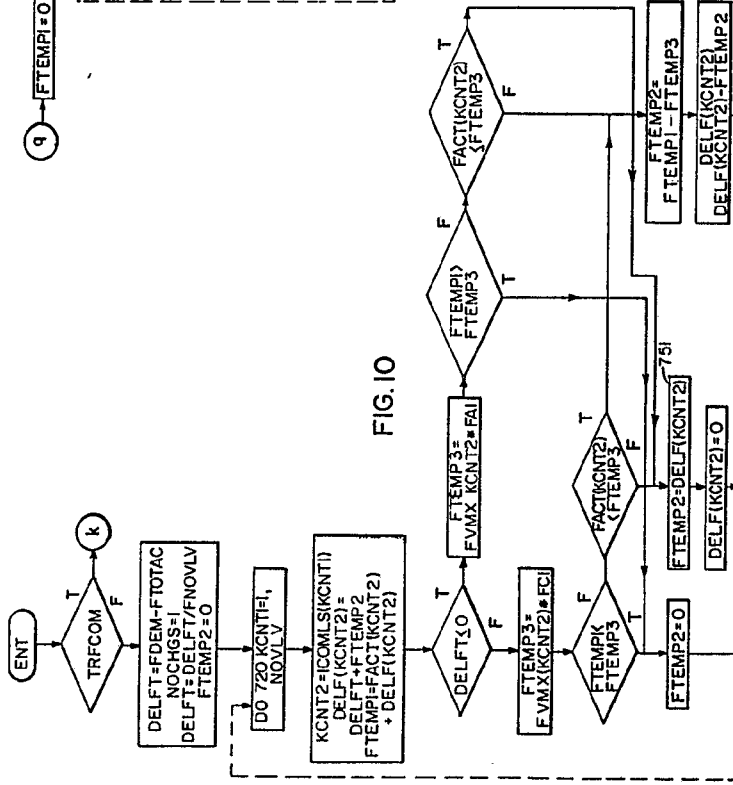 q
FTEMP1=0
ENT
TRFCOM
T
F
k
DELFT=FDEM-FTOTAC
NOCHGS=1
DELFT=DELFT/FNOVLV
FTEMP2=0
DO 720 KCNT1=1,
NOVLV
KCNT2=ICOMLS(KCNT1)
DELF(KCNT2)=
DELFT+FTEMP2
FTEMP1=FACT(KCNT2)
+ DELF(KCNT2)
DELFT≤0
T
F
FTEMP3=
FVMX KCNT2*FA1
FTEMP1>
FTEMP3
F
T
FACT(KCNT2)
≤FTEMP3
T
F
FIG.10
FTEMP3=
FVMX(KCNT2)*FC1
FTEMP1<
FTEMP3
F
T
FACT(KCNT2)
<FTEMP3
T
F
FTEMP2=0
FTEMP2=DELF(KCNT2)
751
DELF(KCNT2)=0
FTEMP2=
FTEMP1-FTEMP3
DELF(KCNT2)
DELF(KCNT2)-FTEMP2